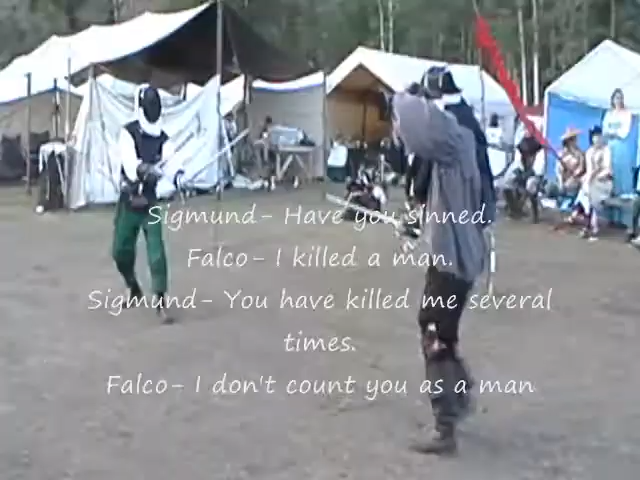 Sigmund- Have you sinned.
Falco- I killed a man.
Sigmund- You have killed me several
times.
Falco- I don't count you as a man